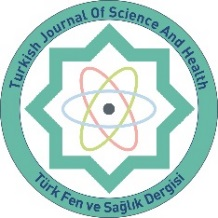 Turkish Journal Of Science And Health
Türk Fen ve Sağlık Dergisi